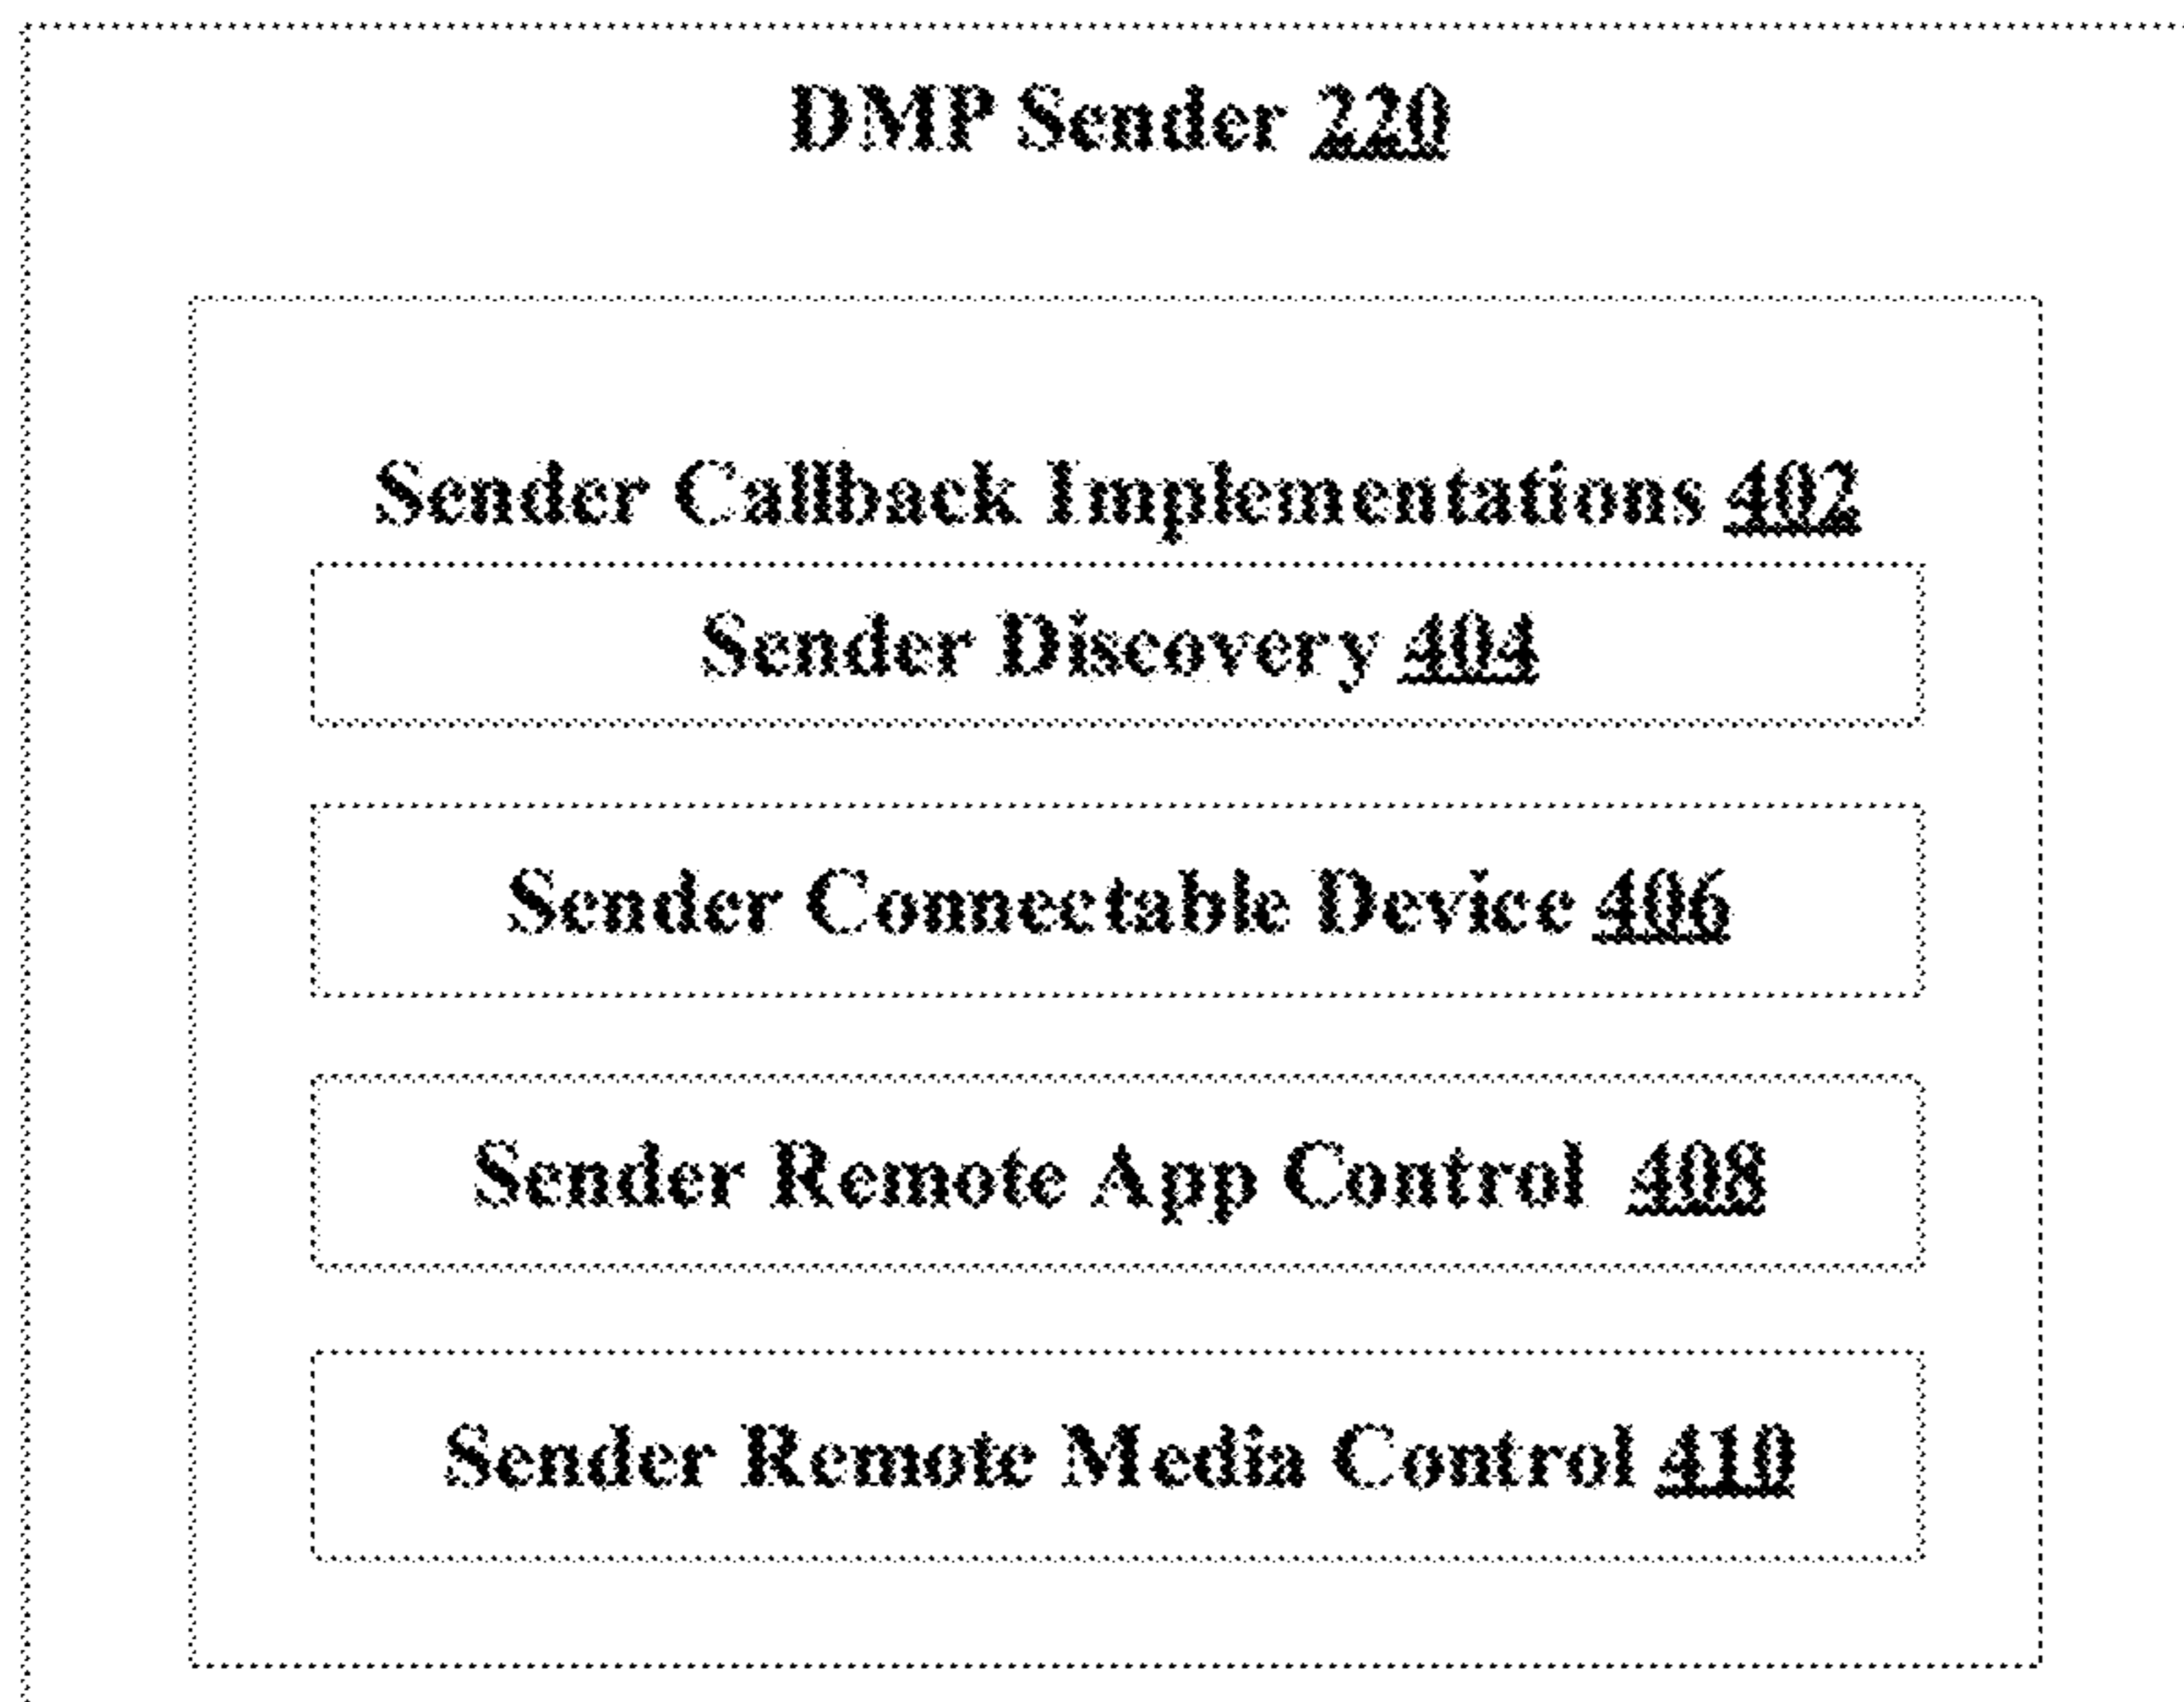 DMP Sender 220
Sender Callback Implementations 402
Sender Discovery 404
Sender Connectable Device 406
Sender Remote App Control 408
Sender Remote Media Control 410